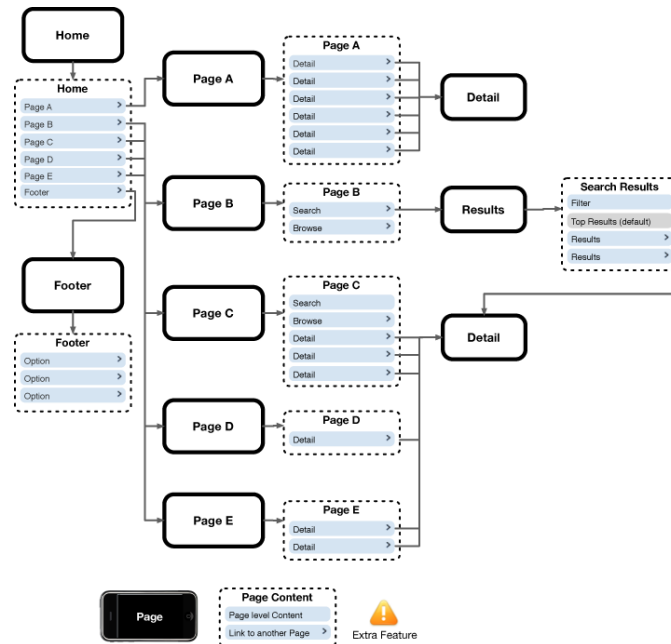 Home
Home
Page A
Page B
Page C
Page D
Page E
Footer
Footer
Footer
Option
Option
Option
Page A
Page A
Detail
Detail
Detail
Detail
Detail
Detail
Detail
Page B
Page B
Search
Browse
Results
Search Results
Filter
Top Results (default)
Results
Results
Page C
Page C
Search
Browse
Detail
Detail
Detail
Detail
Page D
Page D
Detail
Page E
Page E
Detail
Detail
Page
Page Content
Page level Content
Link to another Page
Extra Feature